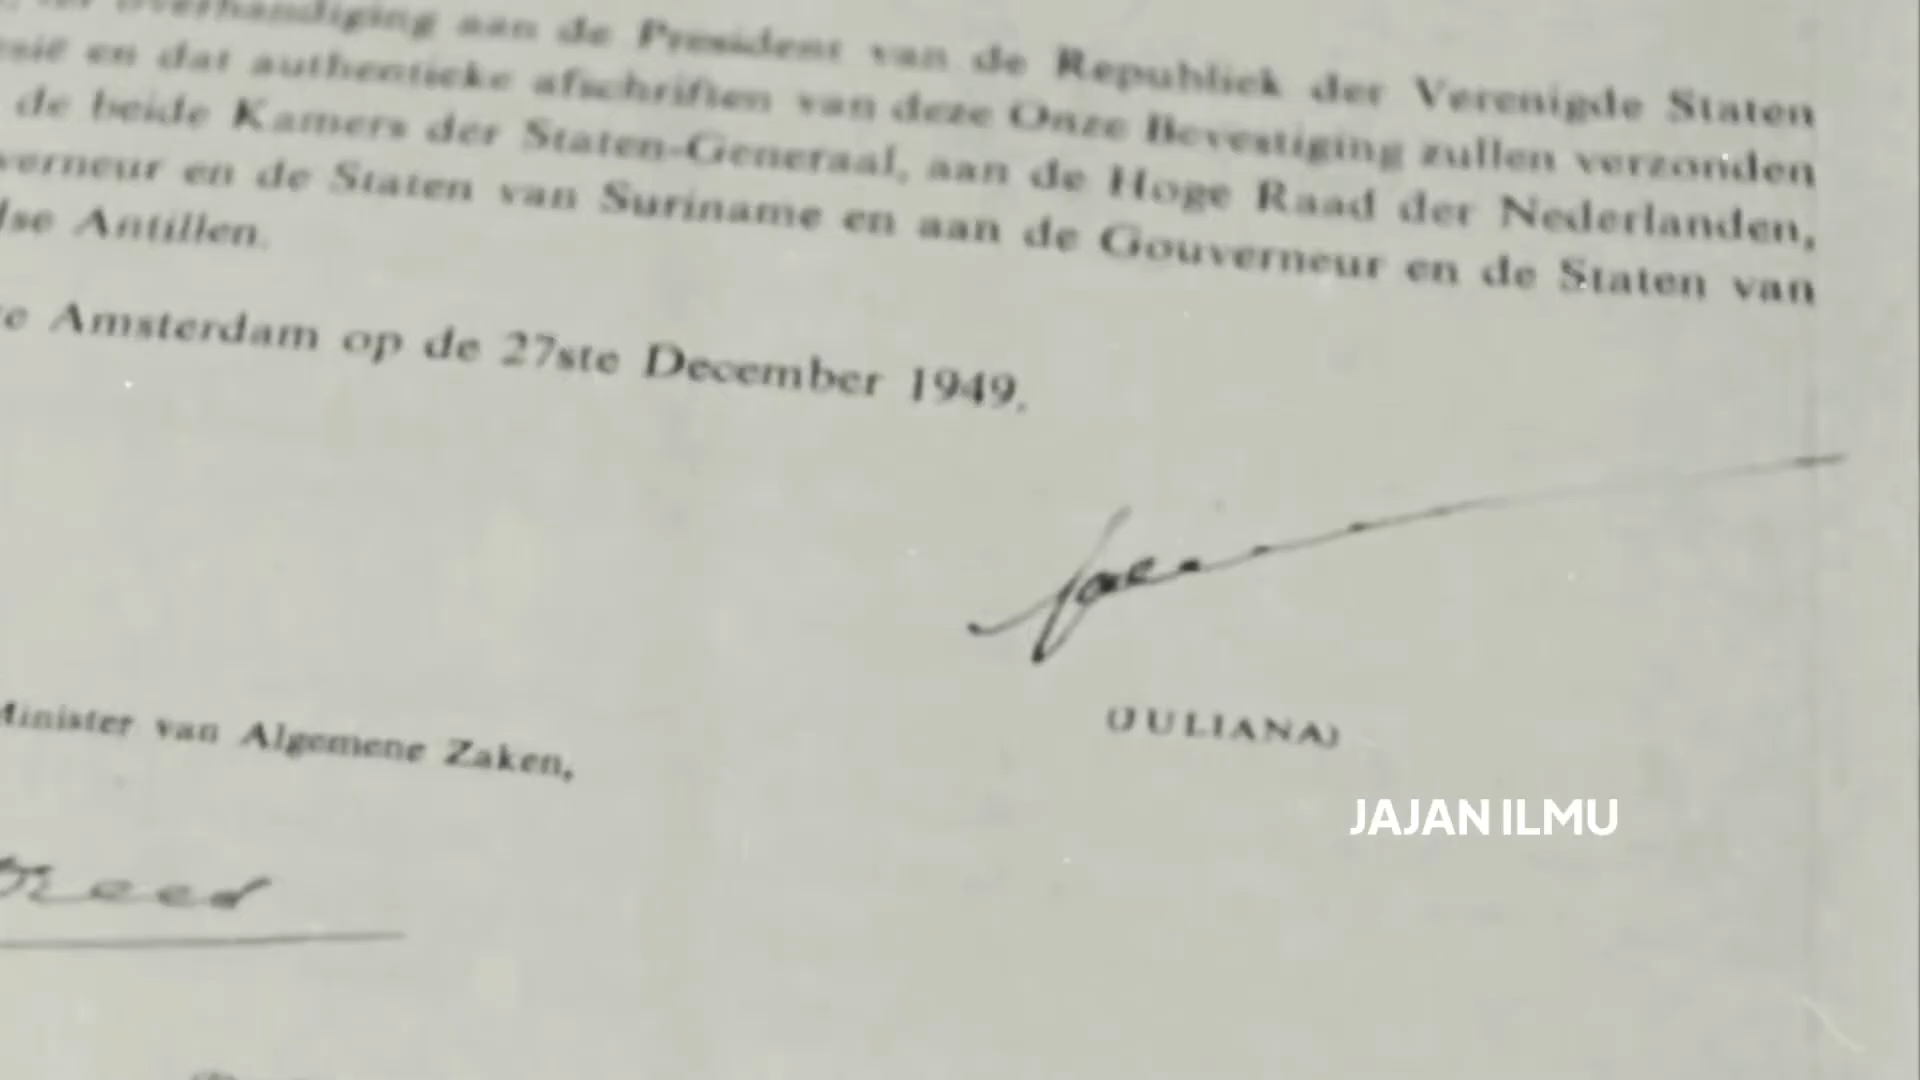 overhandiging aan de President van de Republiek der Verenigde Staten
en dat authentieke afschriften van deze Onze Bevestiging zullen verzonden
de beide Kamers der Staten-Generaal, aan de Hoge Raad der Nederlanden,
verneur en de Staten van Suriname en aan de Gouverneur en de Staten van
lse Antillen.
Amsterdam op de 27ste December 1949.
(JULIANA)
Minister van Algemene Zaken,
JAJAN ILMU